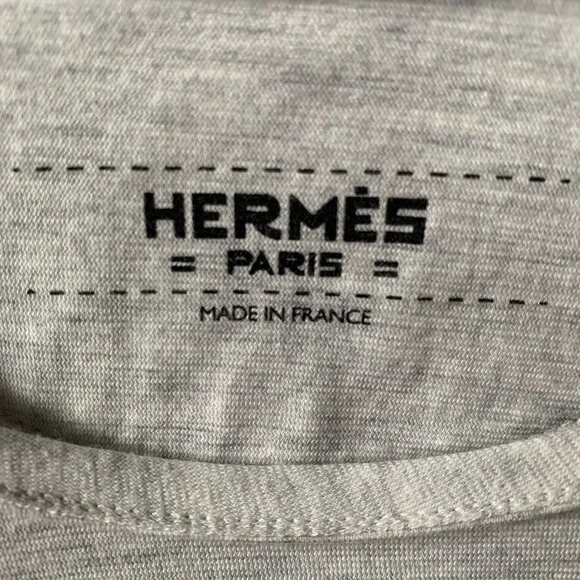 HERMÈS
= PARIS =
MADE IN FRANCE